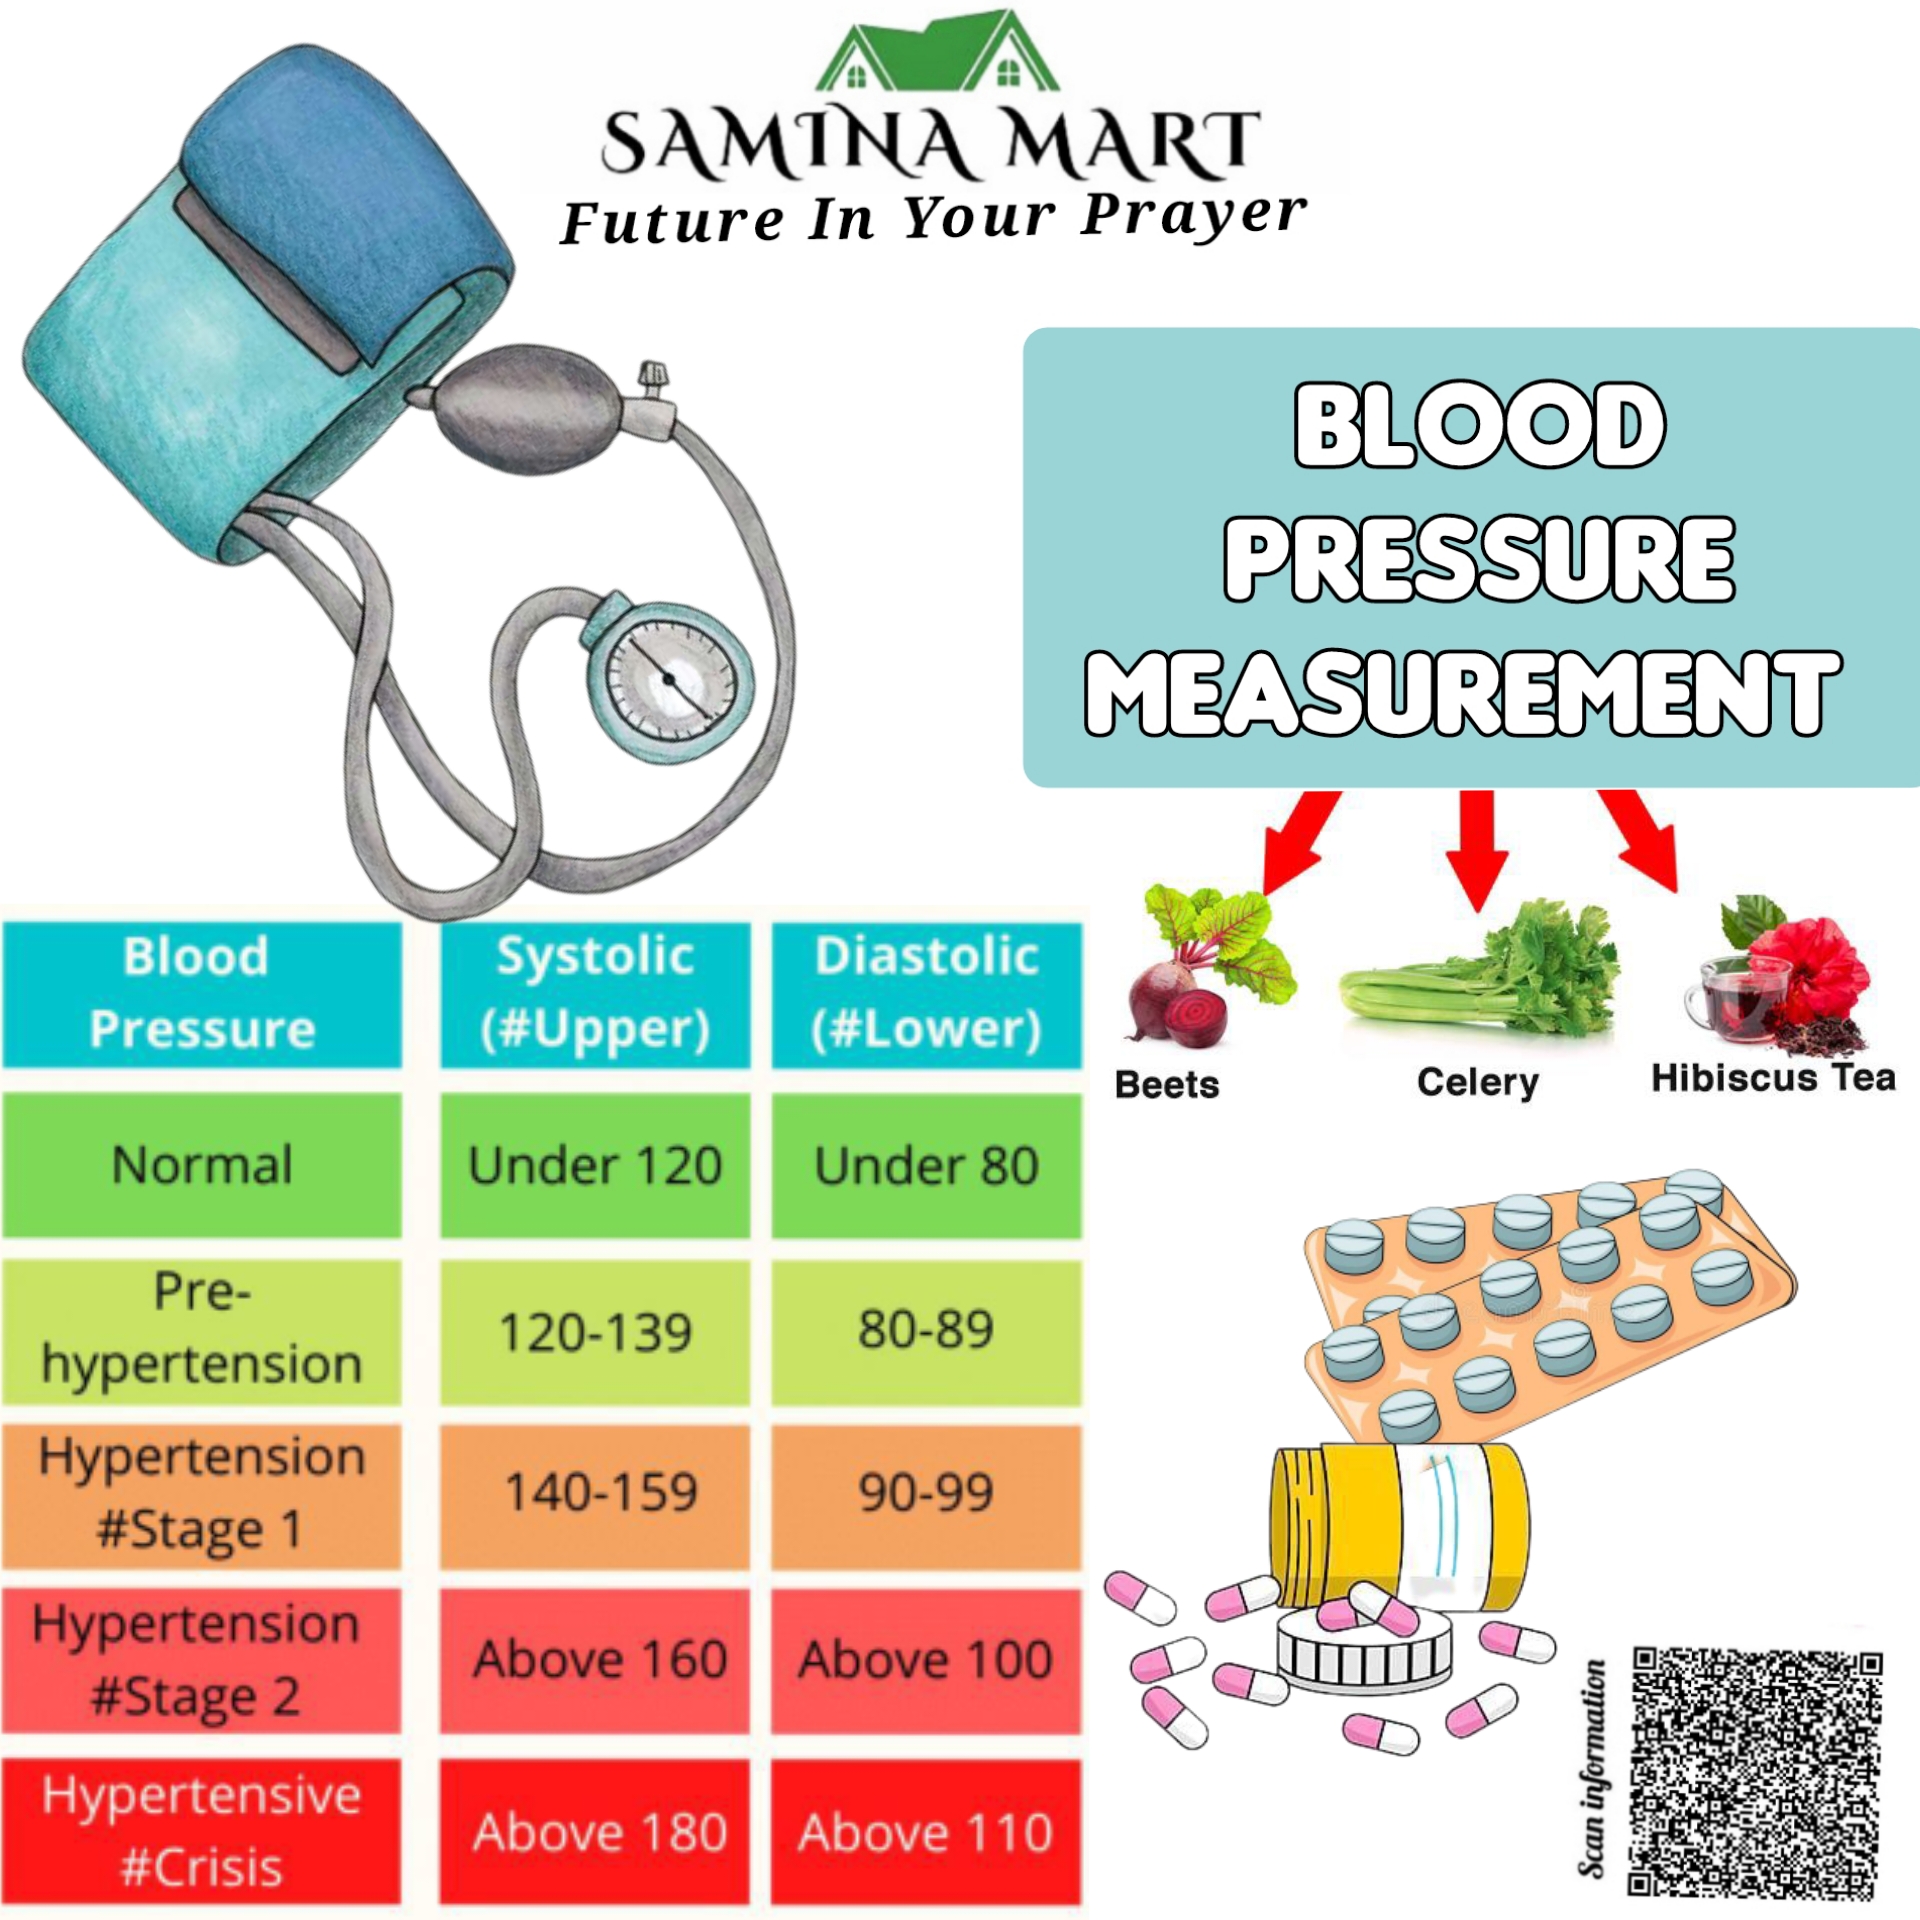 SAMINA MART
Future In Your Prayer
BLOOD
PRESSURE
MEASUREMENT
Beets
Celery
Hibiscus Tea
Blood
Pressure
Systolic
(#Upper)
Diastolic
(#Lower)
Normal
Under 120
Under 80
Pre-
hypertension
120-139
80-89
Hypertension
#Stage 1
140-159
90-99
Hypertension
#Stage 2
Above 160
Above 100
Hypertensive
#Crisis
Above 180
Above 110
Scan information